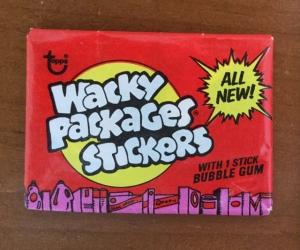 topps
ALL
NEW!
Wacky
Packages
Stickers
WITH 1 STICK
BUBBLE GUM